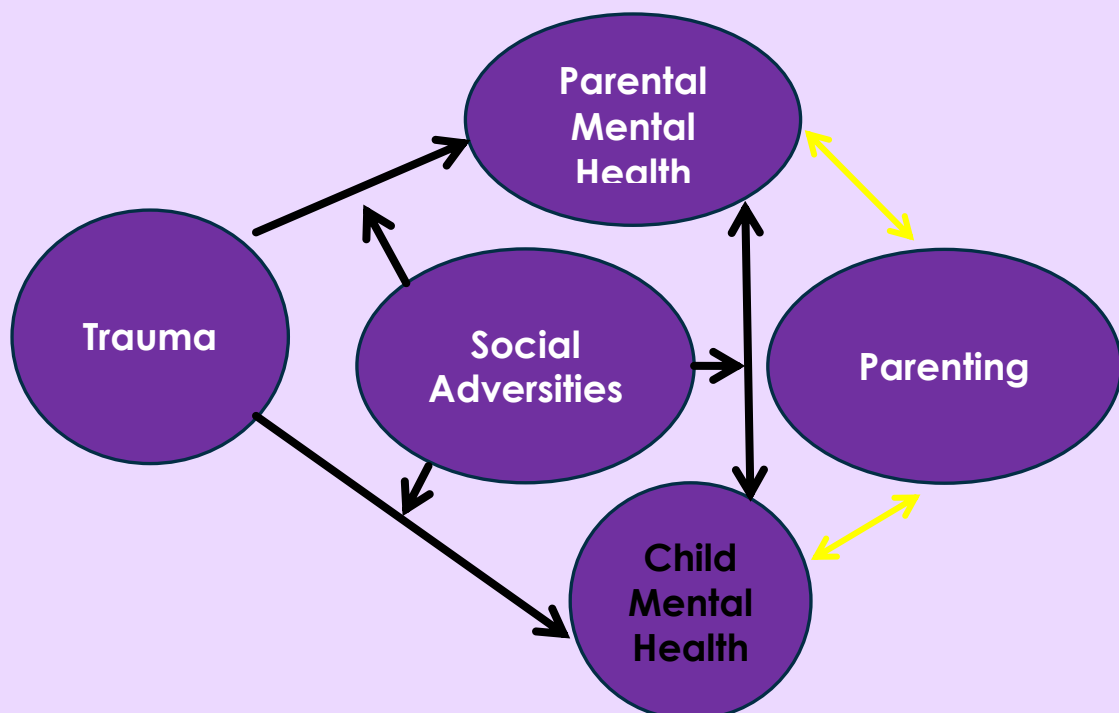 Parental
Mental
Health
Trauma
Social
Adversities
Parenting
Child
Mental
Health